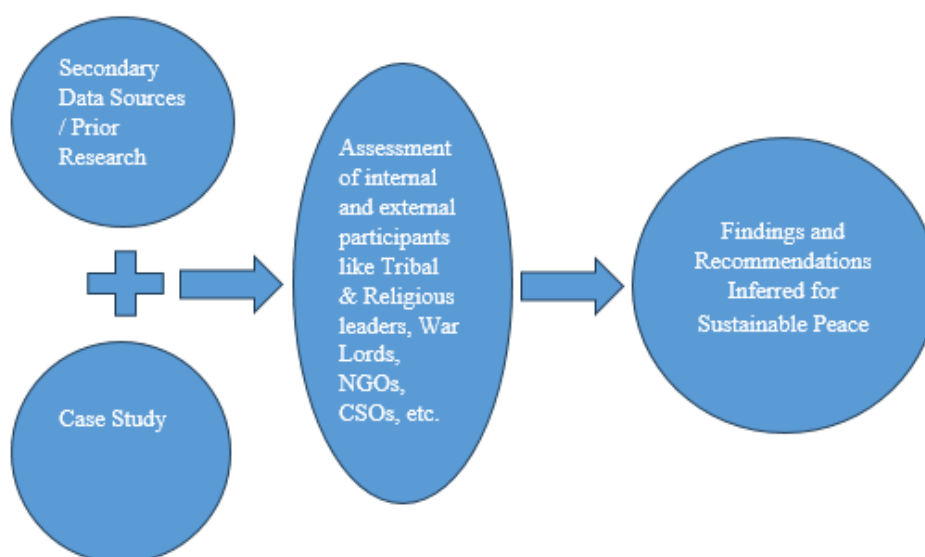 Secondary
Data Sources
/ Prior
Research
Case Study
Assessment
of internal
and external
participants
like Tribal
& Religious
leaders, War
Lords,
NGOs,
CSOs, etc.
Findings and
Recommendations
Inferred for
Sustainable Peace